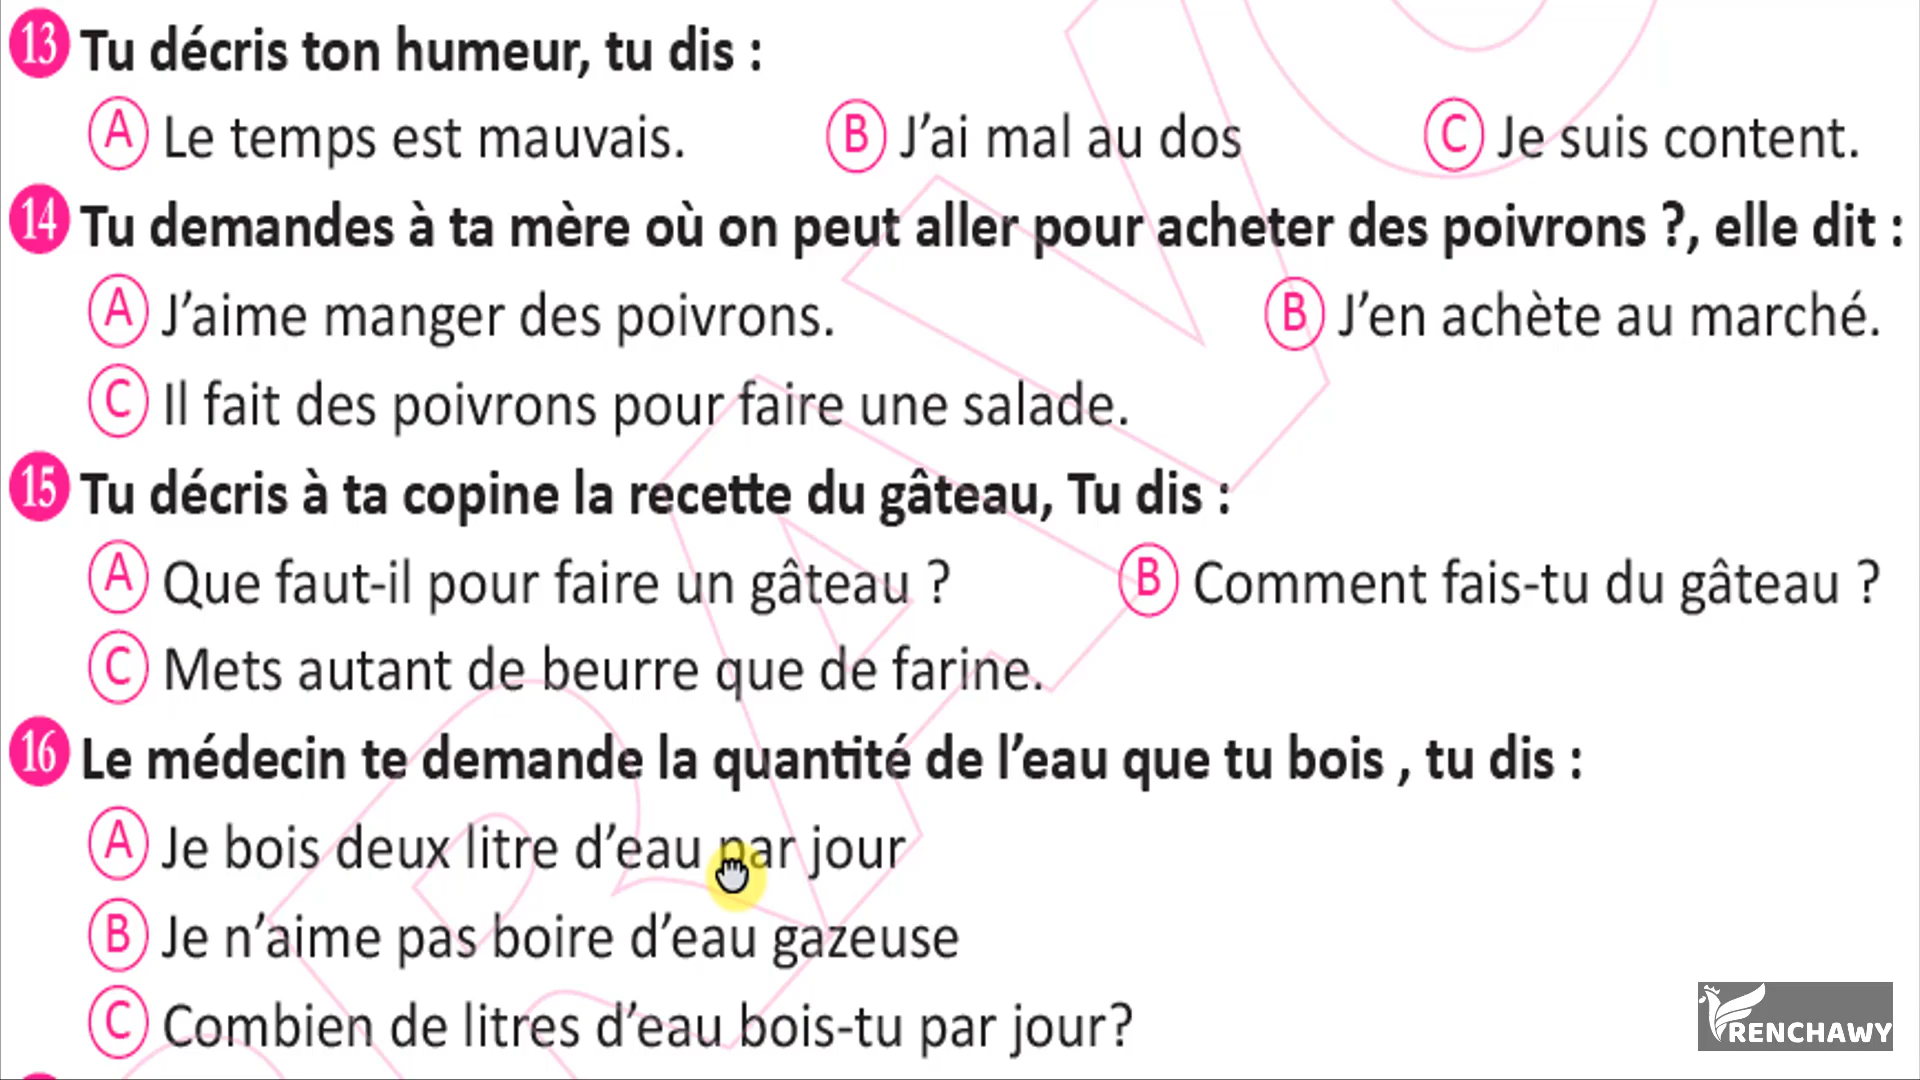 13 Tu décris ton humeur, tu dis :
A Le temps est mauvais. B J’ai mal au dos C Je suis content.
14 Tu demandes à ta mère où on peut aller pour acheter des poivrons ?, elle dit :
A J’aime manger des poivrons. B J’en achète au marché.
C Il fait des poivrons pour faire une salade.
15 Tu décris à ta copine la recette du gâteau, Tu dis :
A Que faut-il pour faire un gâteau ? B Comment fais-tu du gâteau ?
C Mets autant de beurre que de farine.
16 Le médecin te demande la quantité de l’eau que tu bois , tu dis :
A Je bois deux litre d’eau par jour
B Je n’aime pas boire d’eau gazeuse
C Combien de litres d’eau bois-tu par jour?
FRENCHAWY